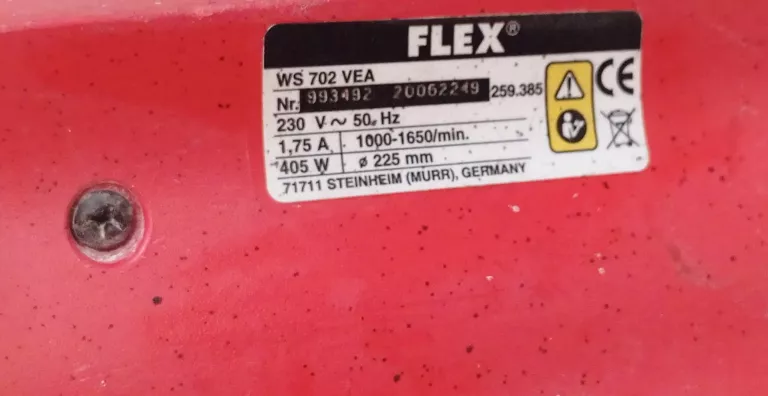 FLEX®
WS 702 VEA
Nr. 993492 20062249 259.385
230 V ~ 50 Hz
1,75 A 1000-1650/min.
405 W ø 225 mm
71711 STEINHEIM (MURR), GERMANY
CE